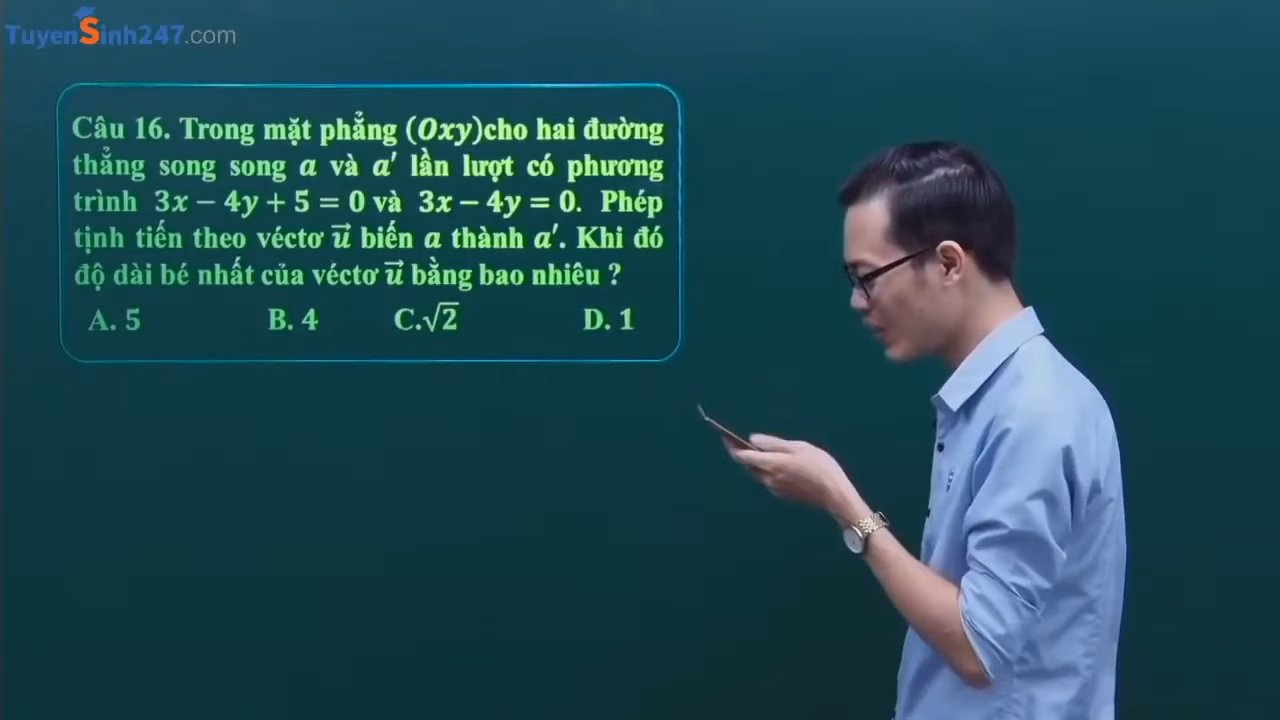 TuyenSinh247.com
Câu 16. Trong mặt phẳng (Oxy)cho hai đường
thẳng song song a và a′ lần lượt có phương
trình 3x − 4y + 5 = 0 và 3x − 4y = 0. Phép
tịnh tiến theo véctơ u⃗ biến a thành a′. Khi đó
độ dài bé nhất của véctơ u⃗ bằng bao nhiêu ?
A. 5 B. 4 C.√2 D. 1